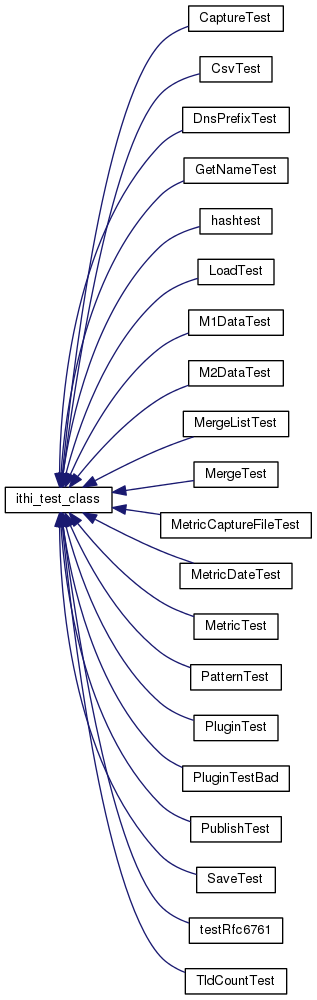 CaptureTest
CsvTest
DnsPrefixTest
GetNameTest
hashtest
LoadTest
M1DataTest
M2DataTest
MergeListTest
MergeTest
ithi_test_class
MetricCaptureFileTest
MetricDateTest
MetricTest
PatternTest
PluginTest
PluginTestBad
PublishTest
SaveTest
testRfc6761
TldCountTest